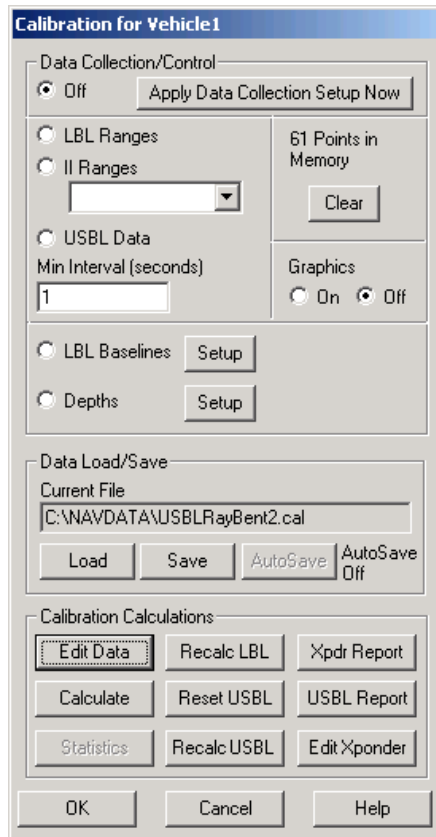 Calibration for Vehicle1
Data Collection/Control
Off
Apply Data Collection Setup Now
LBL Ranges
II Ranges
61 Points in
Memory
Clear
USBL Data
Min Interval (seconds)
1
Graphics
On
Off
LBL Baselines
Setup
Depths
Setup
Data Load/Save
Current File
C:\NAVDATA\USBLRayBent2.cal
Load
Save
AutoSave
AutoSave
Off
Calibration Calculations
Edit Data
Recalc LBL
Xpdr Report
Calculate
Reset USBL
USBL Report
Statistics
Recalc USBL
Edit Xponder
OK
Cancel
Help